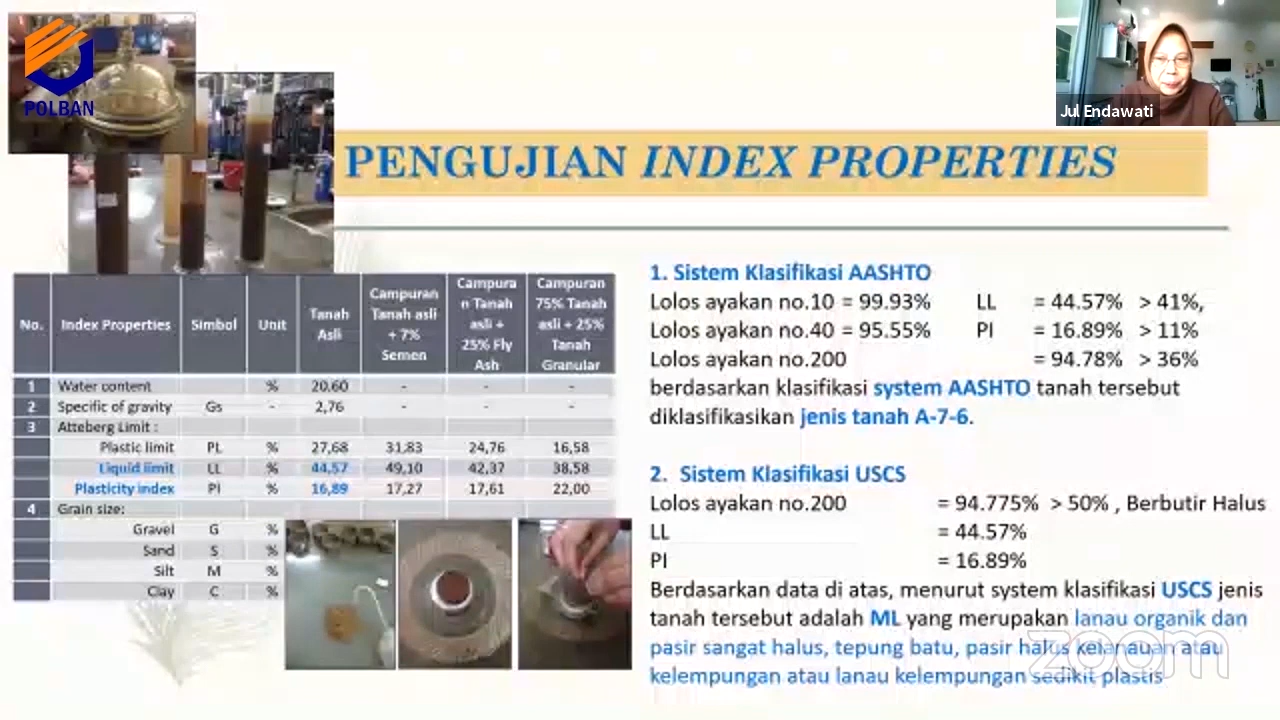 POLBAN
Jul Endawati
PENGUJIAN INDEX PROPERTIES
No. Index Properties Simbol Unit Tanah Asli Campuran Tanah asli + 7% Semen Campura n Tanah asli + 25% Fly Ash Campuran 75% Tanah asli + 25% Tanah Granular
1 Water content % 20,60 - - -
2 Specific of gravity Gs - 2,76 - - -
3 Atteberg Limit :
Plastic limit PL % 27,68 31,83 24,76 16,58
Liquid limit LL % 44,57 49,10 42,37 38,58
Plasticity index PI % 16,89 17,27 17,61 22,00
4 Grain size:
Gravel G %
Sand S %
Silt M %
Clay C %
1. Sistem Klasifikasi AASHTO
Lolos ayakan no.10 = 99.93% LL = 44.57% > 41%,
Lolos ayakan no.40 = 95.55% PI = 16.89% > 11%
Lolos ayakan no.200 = 94.78% > 36%
berdasarkan klasifikasi system AASHTO tanah tersebut
diklasifikasikan jenis tanah A-7-6.
2. Sistem Klasifikasi USCS
Lolos ayakan no.200 = 94.775% > 50% , Berbutir Halus
LL = 44.57%
PI = 16.89%
Berdasarkan data di atas, menurut system klasifikasi USCS jenis
tanah tersebut adalah ML yang merupakan lanau organik dan
pasir sangat halus, tepung batu, pasir halus kelanauan atau
kelempungan atau lanau kelempungan sedikit plastis
zoom